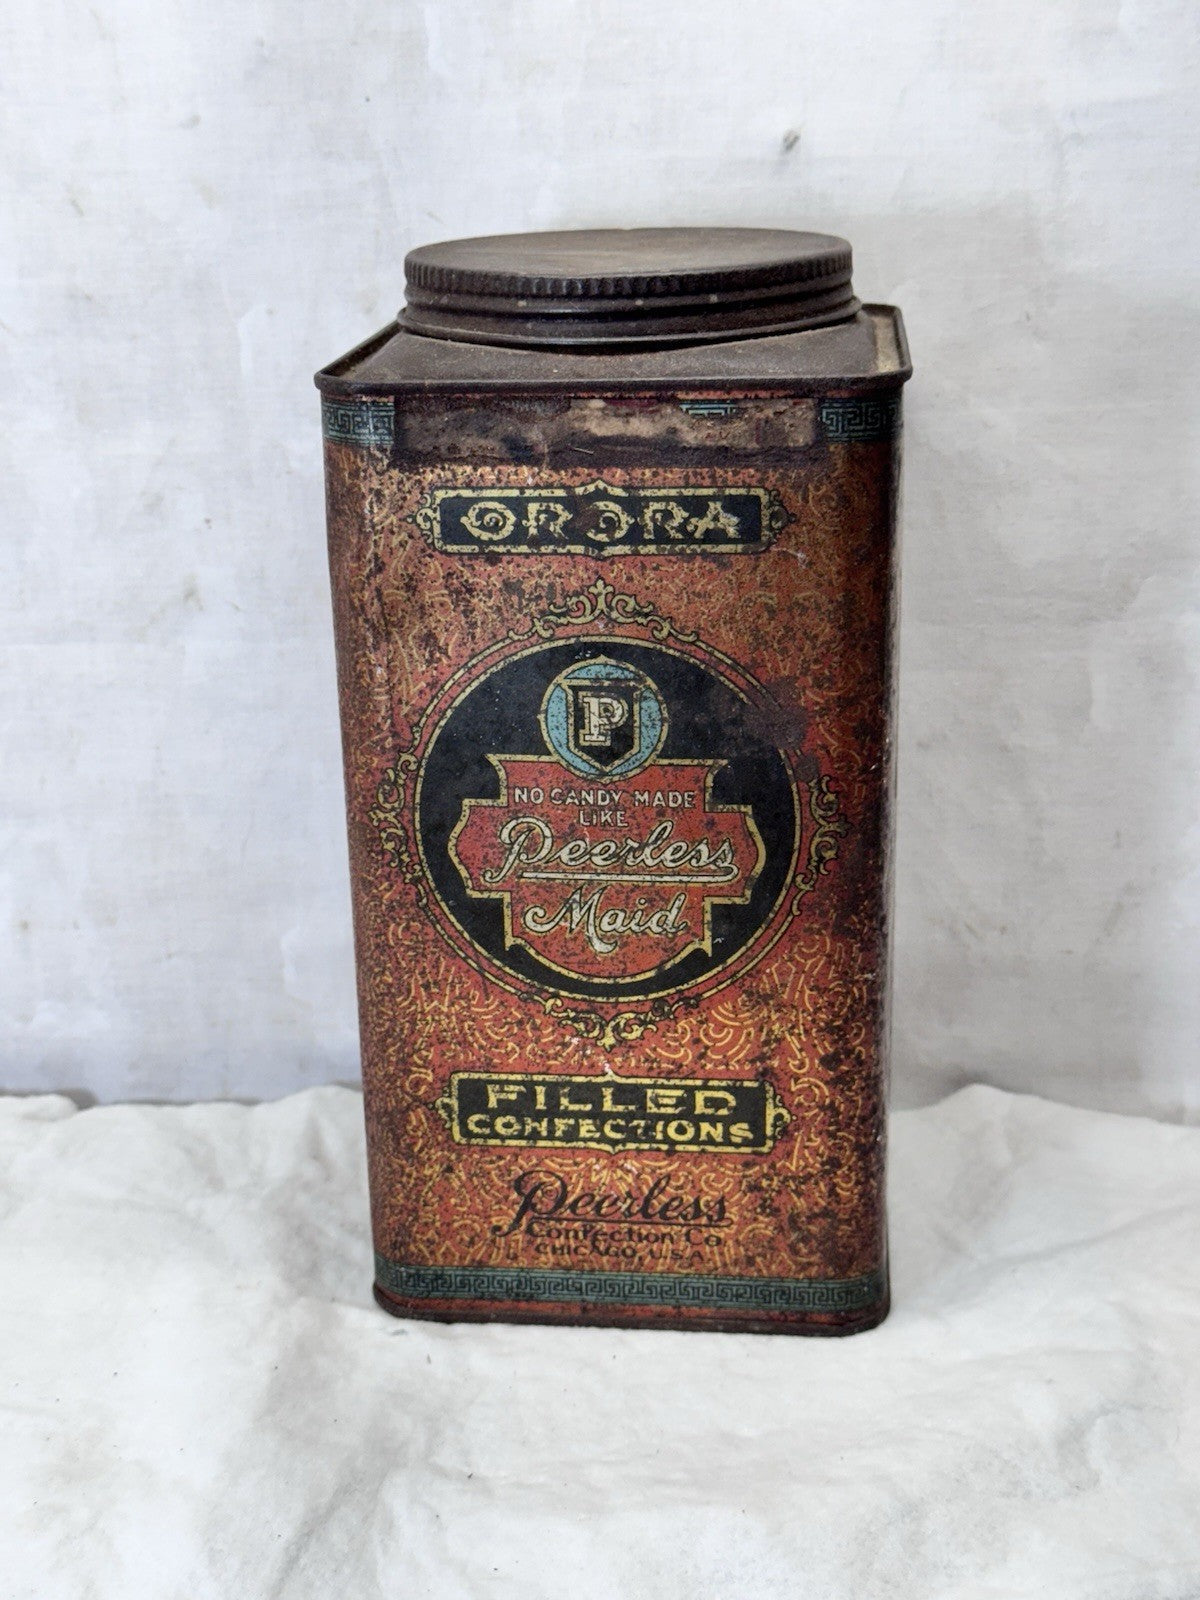 ORORA
P
NO CANDY MADE
LIKE
Peerless
Maid
FILLED
CONFECTIONS
Peerless
Confection Co.
CHICAGO, U.S.A.